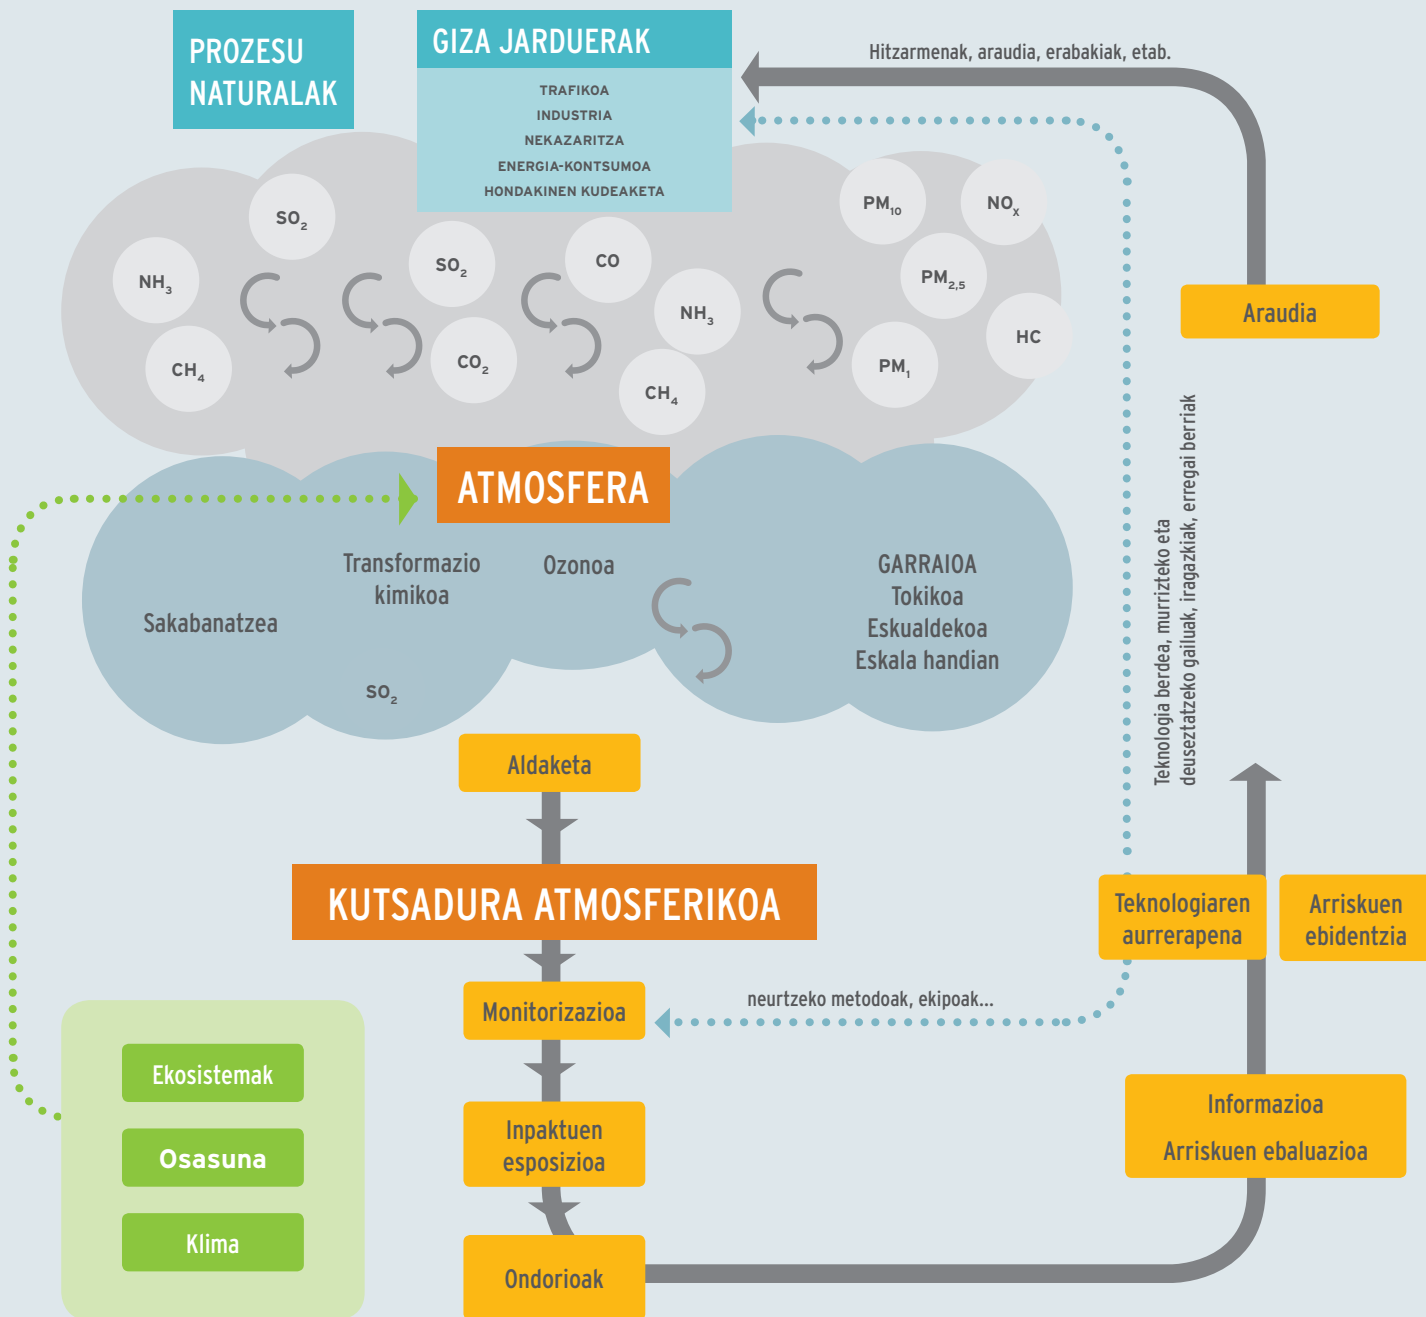 PROZESU
NATURALAK
GIZA JARDUERAK
TRAFIKOA
INDUSTRIA
NEKAZARITZA
ENERGIA-KONTSUMOA
HONDAKINEN KUDEAKETA
Hitzarmenak, araudia, erabakiak, etab.
SO₂
NH₃
CH₄
SO₂
CO₂
CO
NH₃
CH₄
PM₁₀
NOₓ
PM₂,₅
HC
PM₁
Araudia
ATMOSFERA
Sakabanatzea
Transformazio
kimikoa
SO₂
Ozonoa
GARRAIOA
Tokikoa
Eskualdekoa
Eskala handian
Teknologia berdea, murrizteko eta
deuseztatzeko gailuak, iragazkiak, erregai berriak
Aldaketa
KUTSADURA ATMOSFERIKOA
Teknologiaren
aurrerapena
Arriskuen
ebidentzia
Monitorizazioa
neurtzeko metodoak, ekipoak...
Ekosistemak
Osasuna
Klima
Inpaktuen
esposizioa
Informazioa
Arriskuen ebaluazioa
Ondorioak